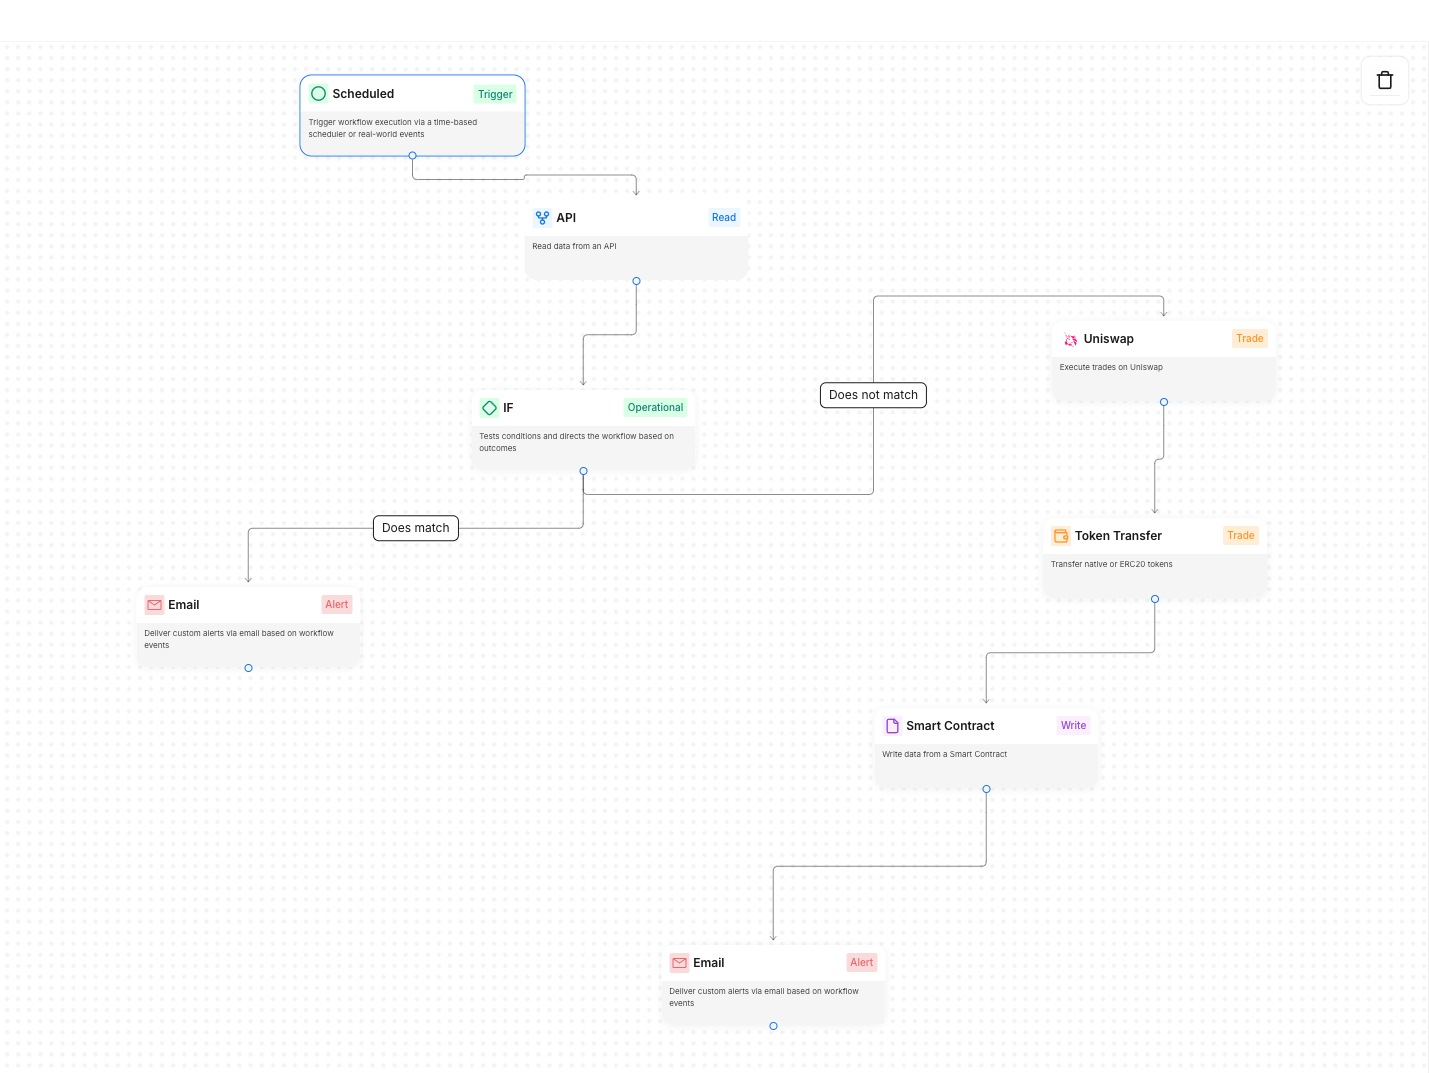 Scheduled
Trigger
Trigger workflow execution via a time-based
scheduler or real-world events
API
Read
Read data from an API
Uniswap
Trade
Execute trades on Uniswap
Does not match
IF
Operational
Tests conditions and directs the workflow based on
outcomes
Does match
Token Transfer
Trade
Transfer native or ERC20 tokens
Email
Alert
Deliver custom alerts via email based on workflow
events
Smart Contract
Write
Write data from a Smart Contract
Email
Alert
Deliver custom alerts via email based on workflow
events